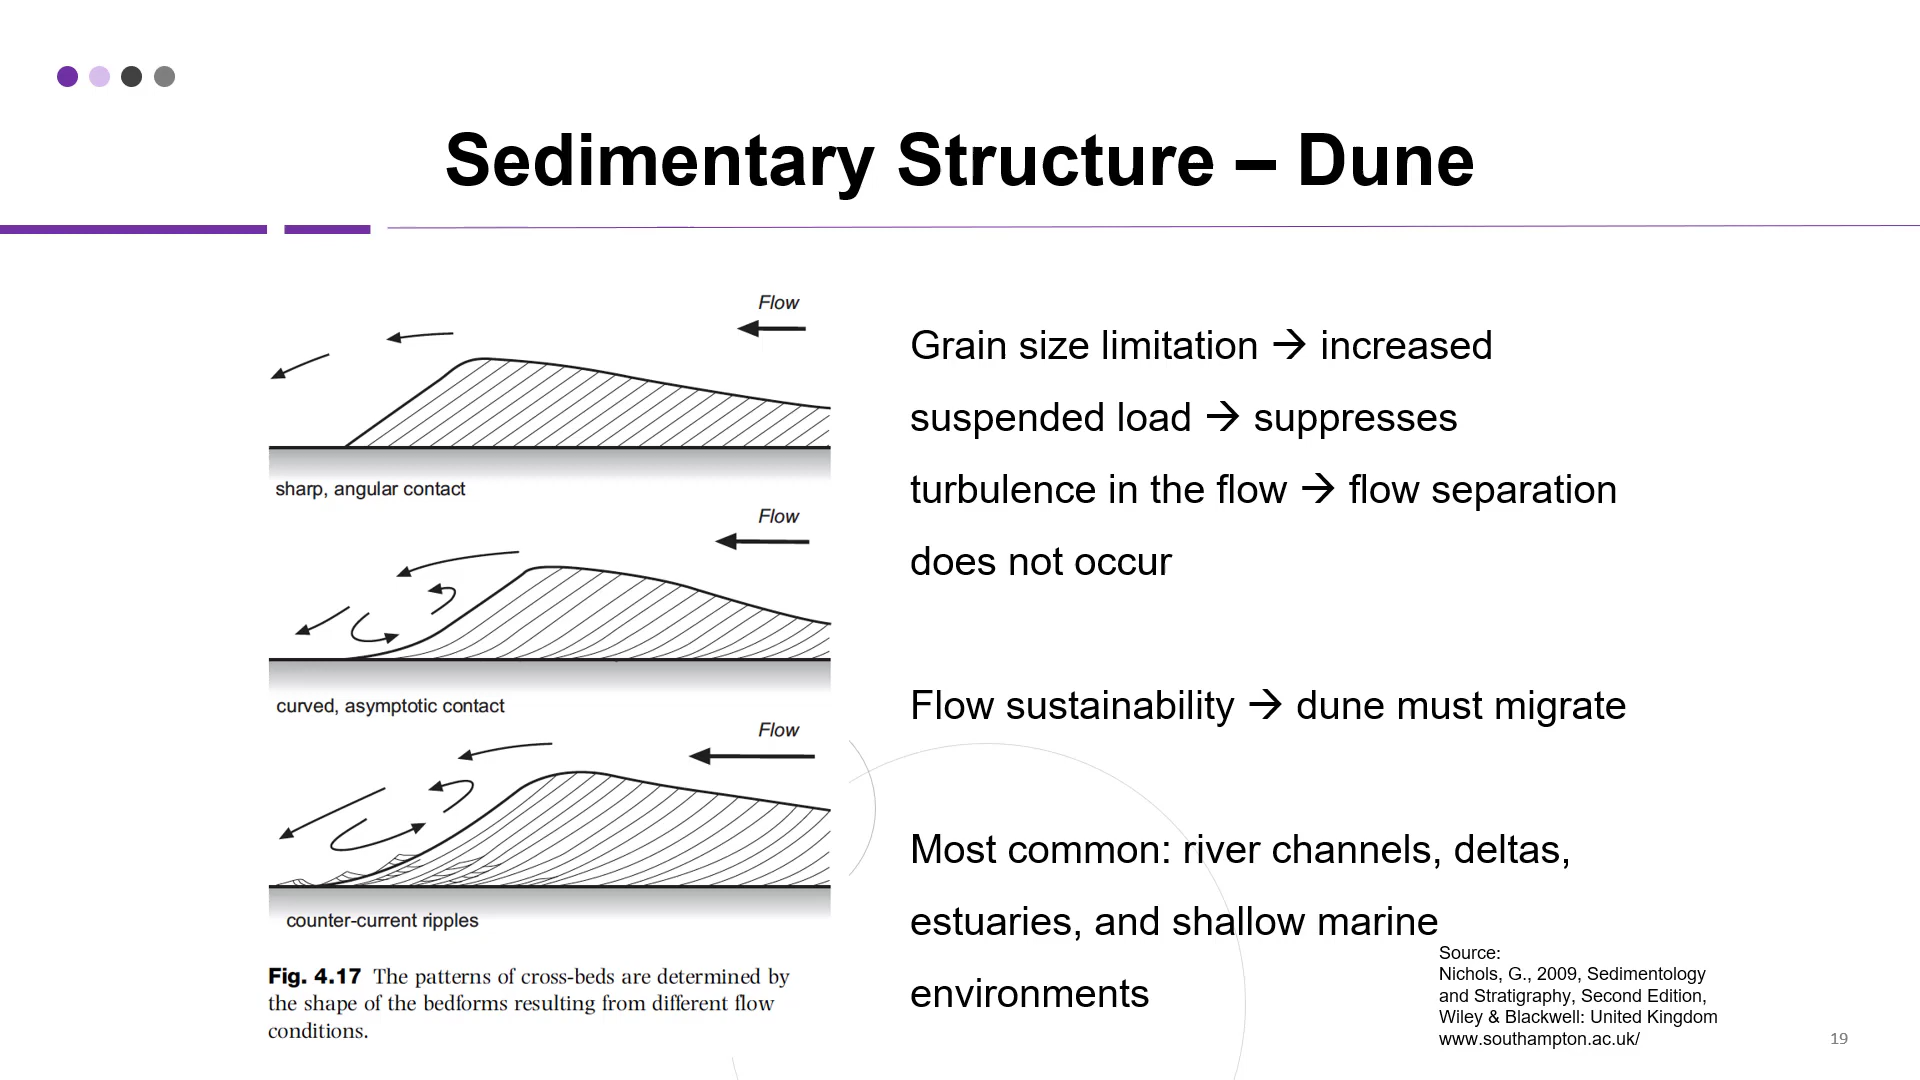 Sedimentary Structure – Dune
Flow
sharp, angular contact
Flow
curved, asymptotic contact
Flow
counter-current ripples
Fig. 4.17 The patterns of cross-beds are determined by
the shape of the bedforms resulting from different flow
conditions.
Grain size limitation → increased
suspended load → suppresses
turbulence in the flow → flow separation
does not occur
Flow sustainability → dune must migrate
Most common: river channels, deltas,
estuaries, and shallow marine
environments
Source:
Nichols, G., 2009, Sedimentology
and Stratigraphy, Second Edition,
Wiley & Blackwell: United Kingdom
www.southampton.ac.uk/
19